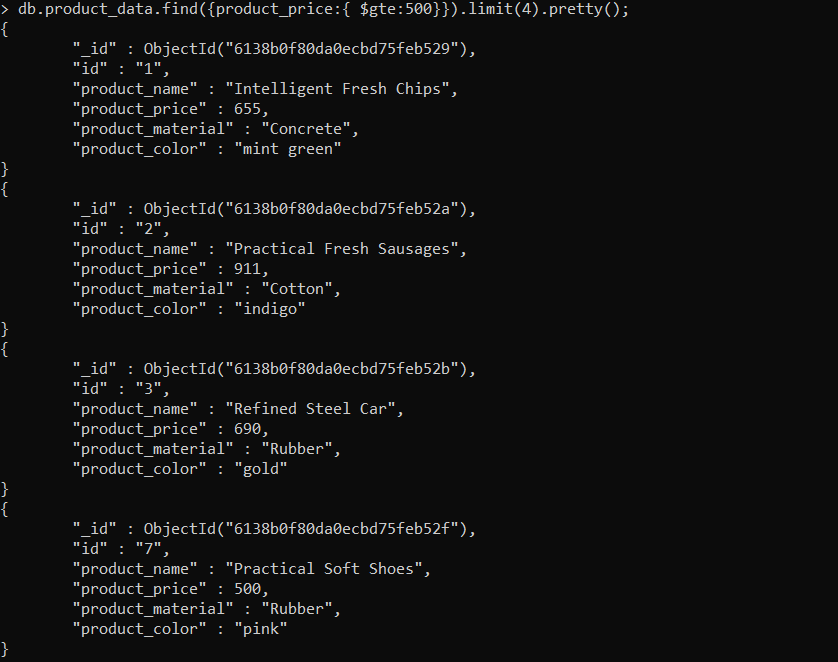 > db.product_data.find({product_price:{ $gte:500}}).limit(4).pretty();
{
        "_id" : ObjectId("6138b0f80da0ecbd75feb529"),
        "id" : "1",
        "product_name" : "Intelligent Fresh Chips",
        "product_price" : 655,
        "product_material" : "Concrete",
        "product_color" : "mint green"
}
{
        "_id" : ObjectId("6138b0f80da0ecbd75feb52a"),
        "id" : "2",
        "product_name" : "Practical Fresh Sausages",
        "product_price" : 911,
        "product_material" : "Cotton",
        "product_color" : "indigo"
}
{
        "_id" : ObjectId("6138b0f80da0ecbd75feb52b"),
        "id" : "3",
        "product_name" : "Refined Steel Car",
        "product_price" : 690,
        "product_material" : "Rubber",
        "product_color" : "gold"
}
{
        "_id" : ObjectId("6138b0f80da0ecbd75feb52f"),
        "id" : "7",
        "product_name" : "Practical Soft Shoes",
        "product_price" : 500,
        "product_material" : "Rubber",
        "product_color" : "pink"
}